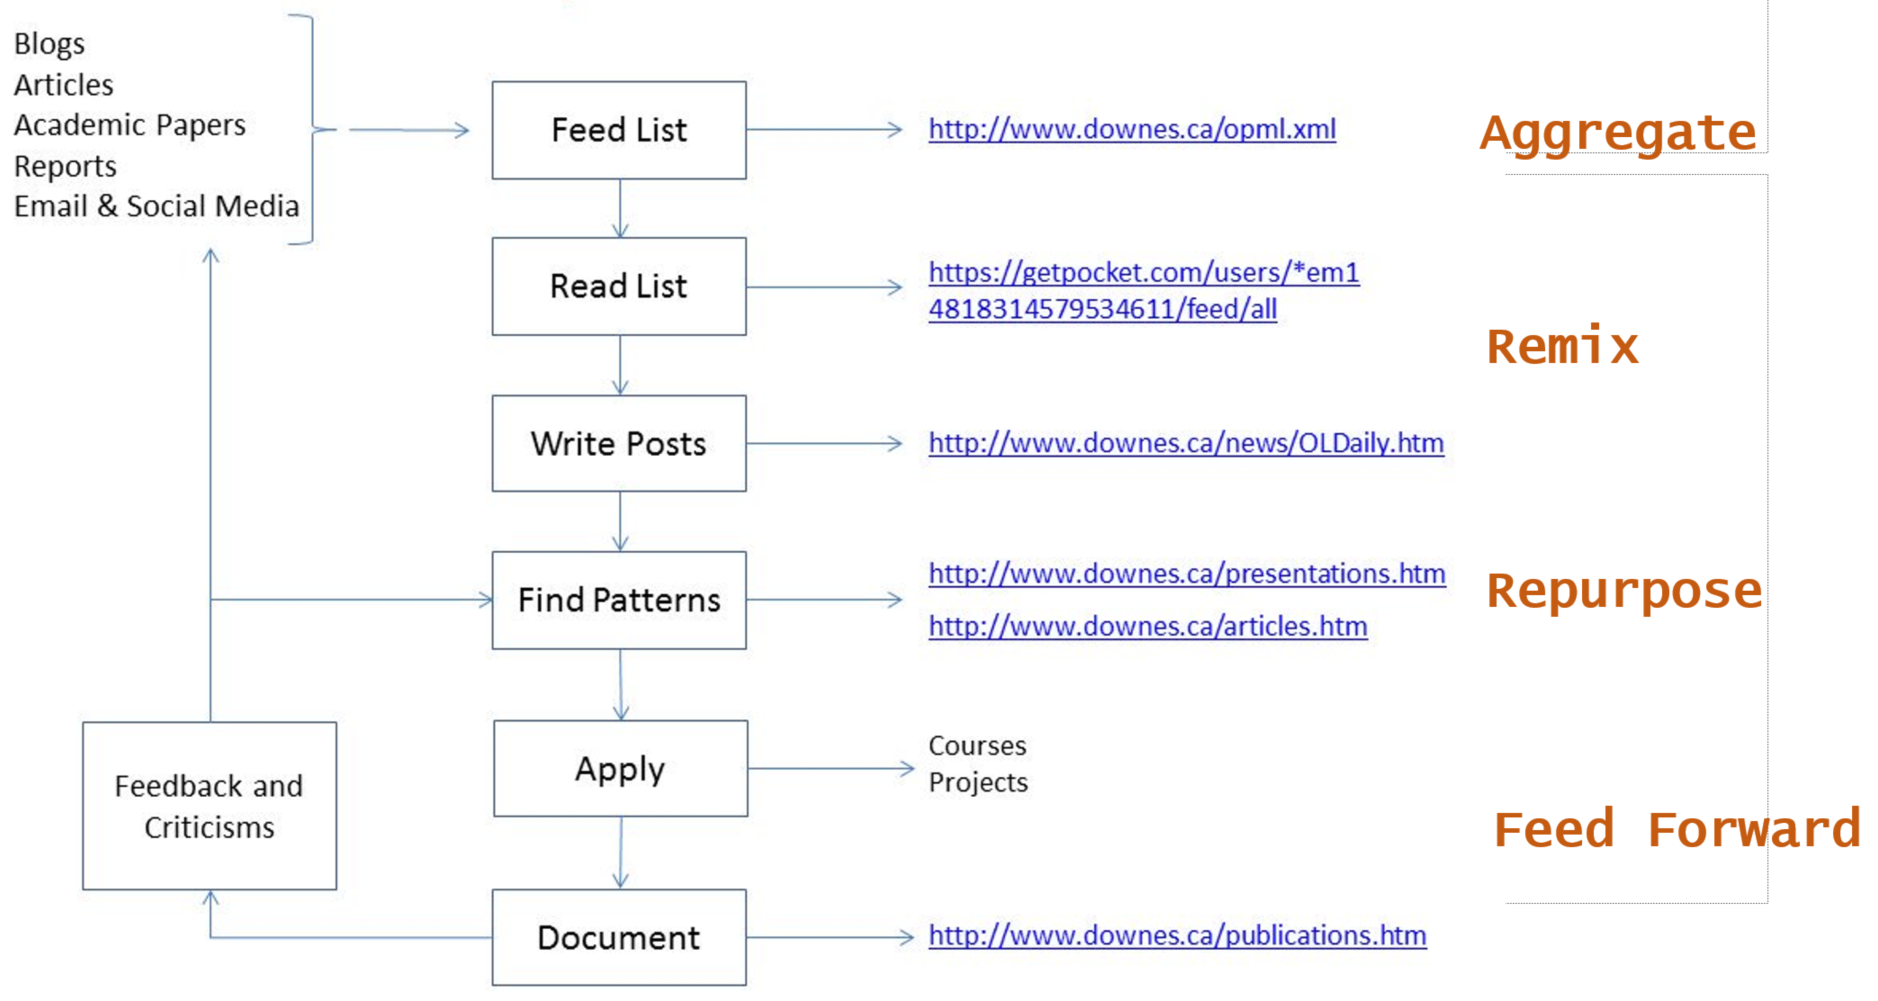 Blogs
Articles
Academic Papers
Reports
Email & Social Media
Feed List
http://www.downes.ca/opml.xml
Aggregate
Read List
https://getpocket.com/users/*em1
4818314579534611/feed/all
Remix
Write Posts
http://www.downes.ca/news/OLDaily.htm
Find Patterns
http://www.downes.ca/presentations.htm
http://www.downes.ca/articles.htm
Repurpose
Feedback and
Criticisms
Apply
Courses
Projects
Feed Forward
Document
http://www.downes.ca/publications.htm